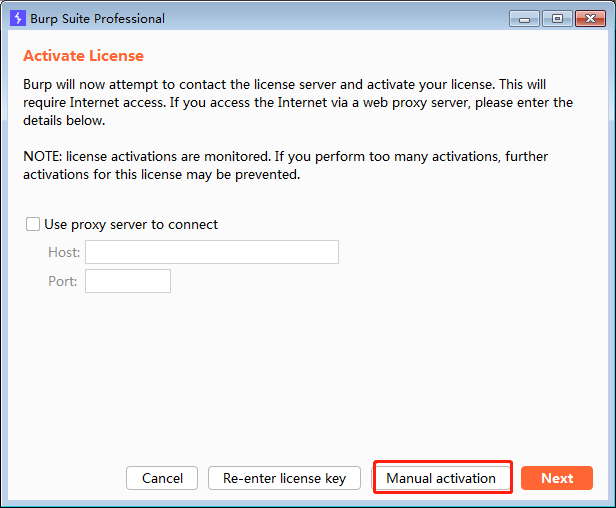 Burp Suite Professional
Activate License
Burp will now attempt to contact the license server and activate your license. This will
require Internet access. If you access the Internet via a web proxy server, please enter the
details below.
NOTE: license activations are monitored. If you perform too many activations, further
activations for this license may be prevented.
Use proxy server to connect
Host:
Port:
Cancel
Re-enter license key
Manual activation
Next